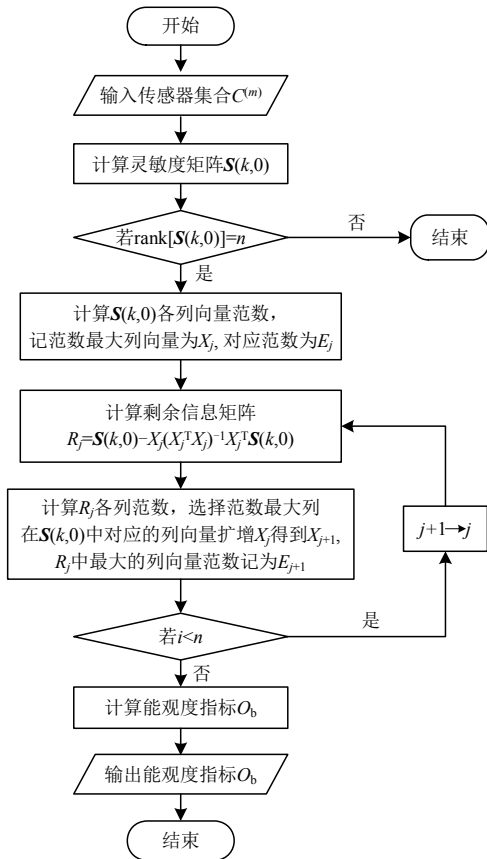 开始
输入传感器集合C⁽ᵐ⁾
计算灵敏度矩阵S(k,0)
若rank[S(k,0)]=n
否
结束
是
计算S(k,0)各列向量范数，
记范数最大列向量为Xⱼ, 对应范数为Eⱼ
计算剩余信息矩阵
Rⱼ=S(k,0)−Xⱼ(XⱼᵀXⱼ)⁻¹XⱼᵀS(k,0)
计算Rⱼ各列范数，选择范数最大列
在S(k,0)中对应的列向量扩增Xⱼ得到Xⱼ₊₁,
Rⱼ中最大的列向量范数记为Eⱼ₊₁
j+1→j
若i<n
是
否
计算能观度指标O_b
输出能观度指标O_b
结束